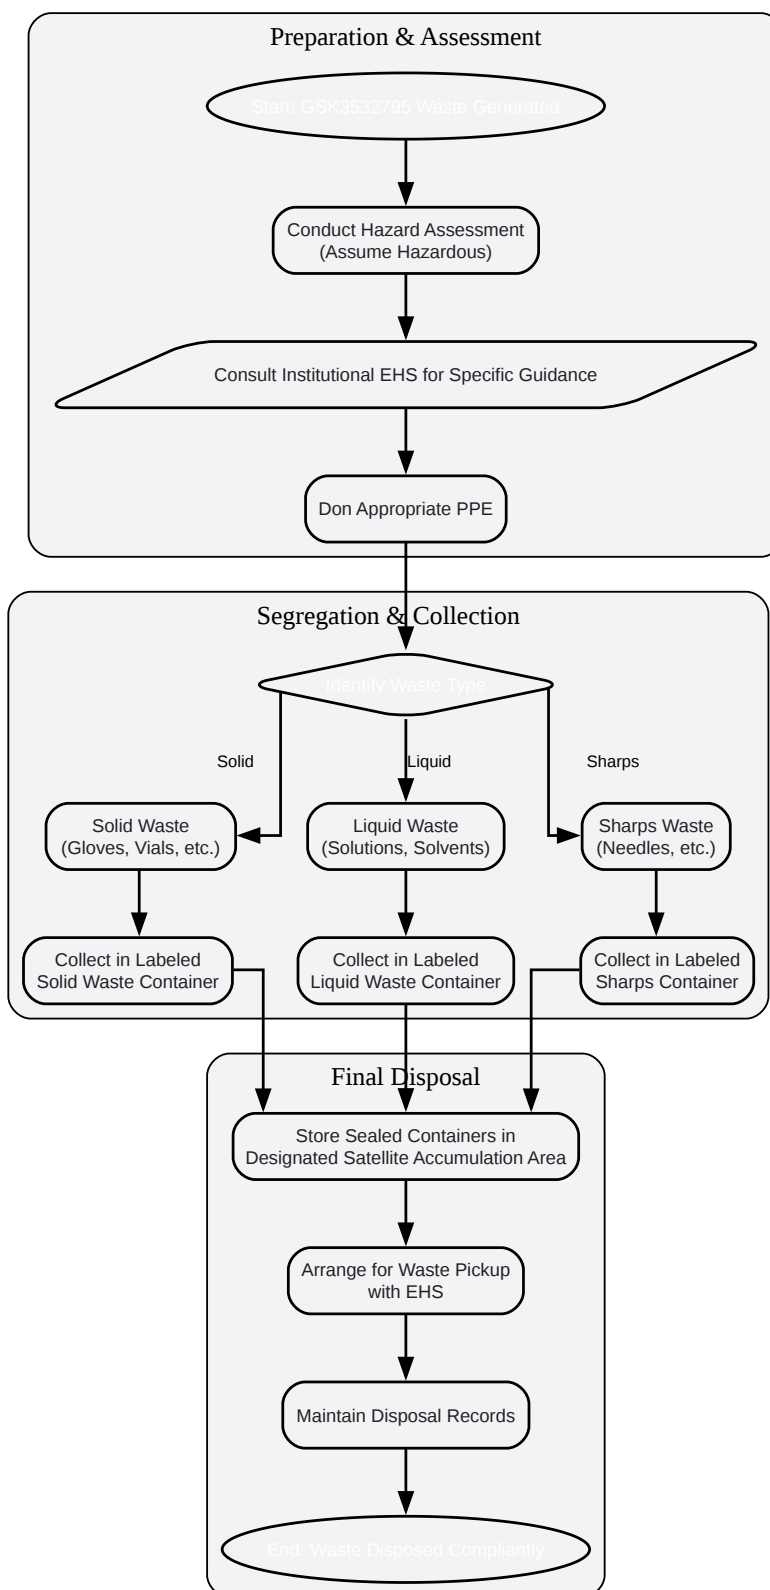 Preparation & Assessment
Start: GSK3532795 Waste Generated
Conduct Hazard Assessment
(Assume Hazardous)
Consult Institutional EHS for Specific Guidance
Don Appropriate PPE
Segregation & Collection
Identify Waste Type
Solid
Liquid
Sharps
Solid Waste
(Gloves, Vials, etc.)
Liquid Waste
(Solutions, Solvents)
Sharps Waste
(Needles, etc.)
Collect in Labeled
Solid Waste Container
Collect in Labeled
Liquid Waste Container
Collect in Labeled
Sharps Container
Final Disposal
Store Sealed Containers in
Designated Satellite Accumulation Area
Arrange for Waste Pickup
with EHS
Maintain Disposal Records
End: Waste Disposed Compliantly